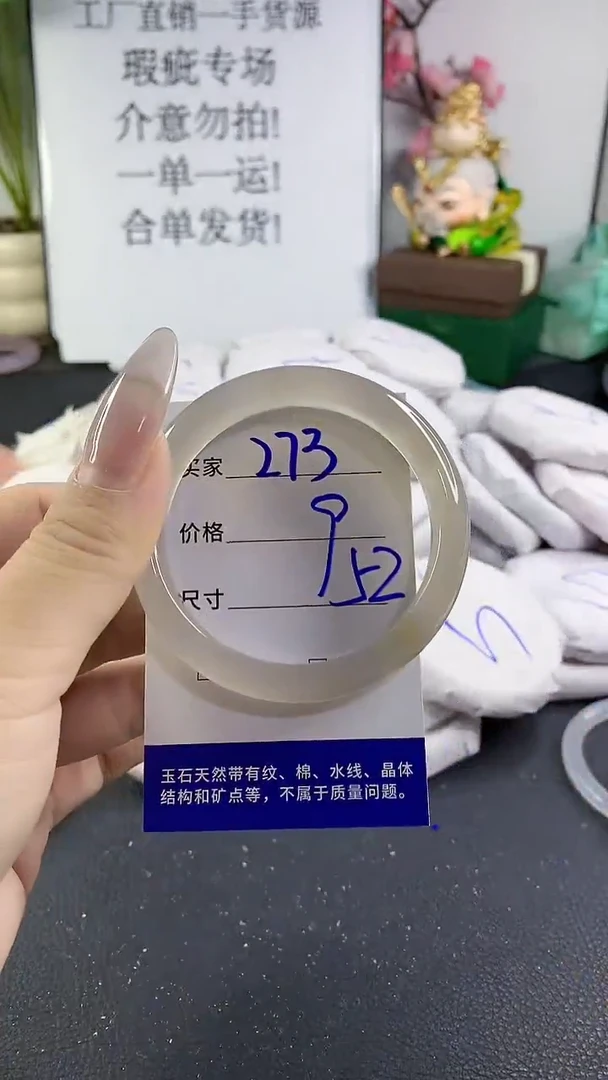 工厂直销一手货源
瑕疵专场
介意勿拍!
一单一运!
合单发货!
买家 273
价格 9
尺寸 52
玉石天然带有纹、棉、水线、晶体
结构和矿点等，不属于质量问题。